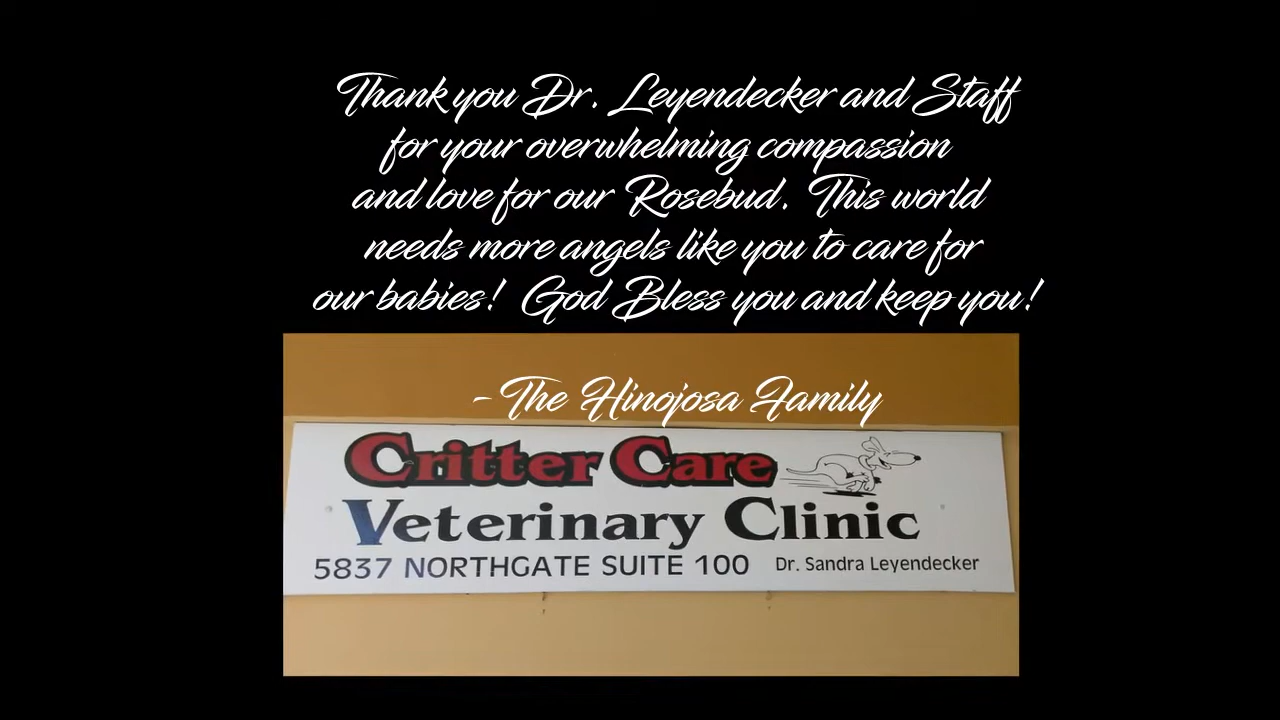 Thank you Dr. Leyendecker and Staff
for your overwhelming compassion
and love for our Rosebud. This world
needs more angels like you to care for
our babies! God Bless you and keep you!
- The Hinojosa Family
Critter Care
Veterinary Clinic
5837 NORTHGATE SUITE 100 Dr. Sandra Leyendecker